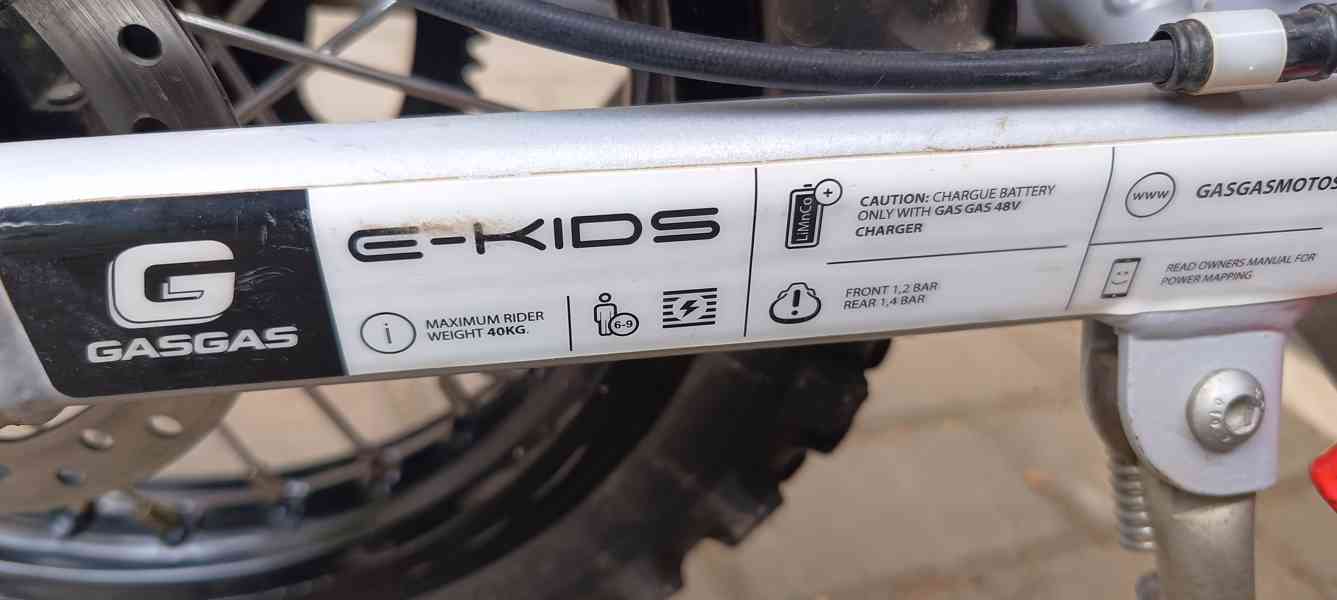 G
GASGAS
E-KIDS
i
MAXIMUM RIDER
WEIGHT 40KG.
6-9
LiMnCo
+
CAUTION: CHARGUE BATTERY
ONLY WITH GAS GAS 48V
CHARGER
!
FRONT 1,2 BAR
REAR 1,4 BAR
www
GASGASMOTOS
READ OWNERS MANUAL FOR
POWER MAPPING